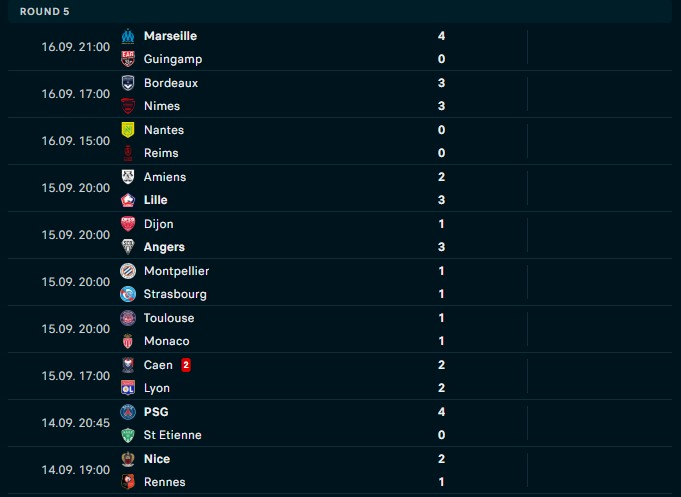 ROUND 5
16.09. 21:00 Marseille 4
Guingamp 0
16.09. 17:00 Bordeaux 3
Nimes 3
16.09. 15:00 Nantes 0
Reims 0
15.09. 20:00 Amiens 2
Lille 3
15.09. 20:00 Dijon 1
Angers 3
15.09. 20:00 Montpellier 1
Strasbourg 1
15.09. 20:00 Toulouse 1
Monaco 1
15.09. 17:00 Caen 2 2
Lyon 2
14.09. 20:45 PSG 4
St Etienne 0
14.09. 19:00 Nice 2
Rennes 1